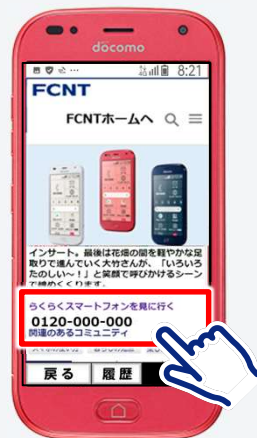 docomo
8:21
FCNT
FCNTホームへ
インサート。最後は花畑の間を軽やかな足
取りで進んでいく大竹さんが、「いろいろ
たのしい～！」と笑顔で呼びかけるシーン
で締めくくります。
らくらくスマートフォンを見に行く
0120-000-000
関連のあるコミュニティ
戻る 履歴